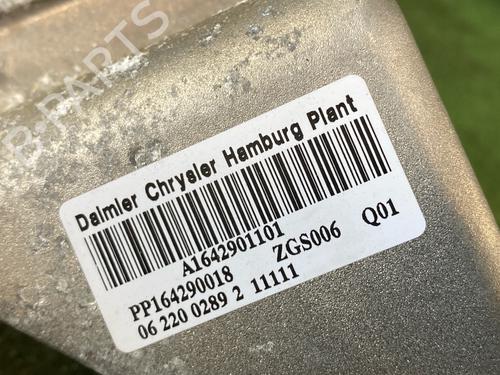 B-PARTS
Daimler Chrysler Hamburg Plant
A1642901101
PP164290018 ZGS006 Q01
06 220 0289 2 11111